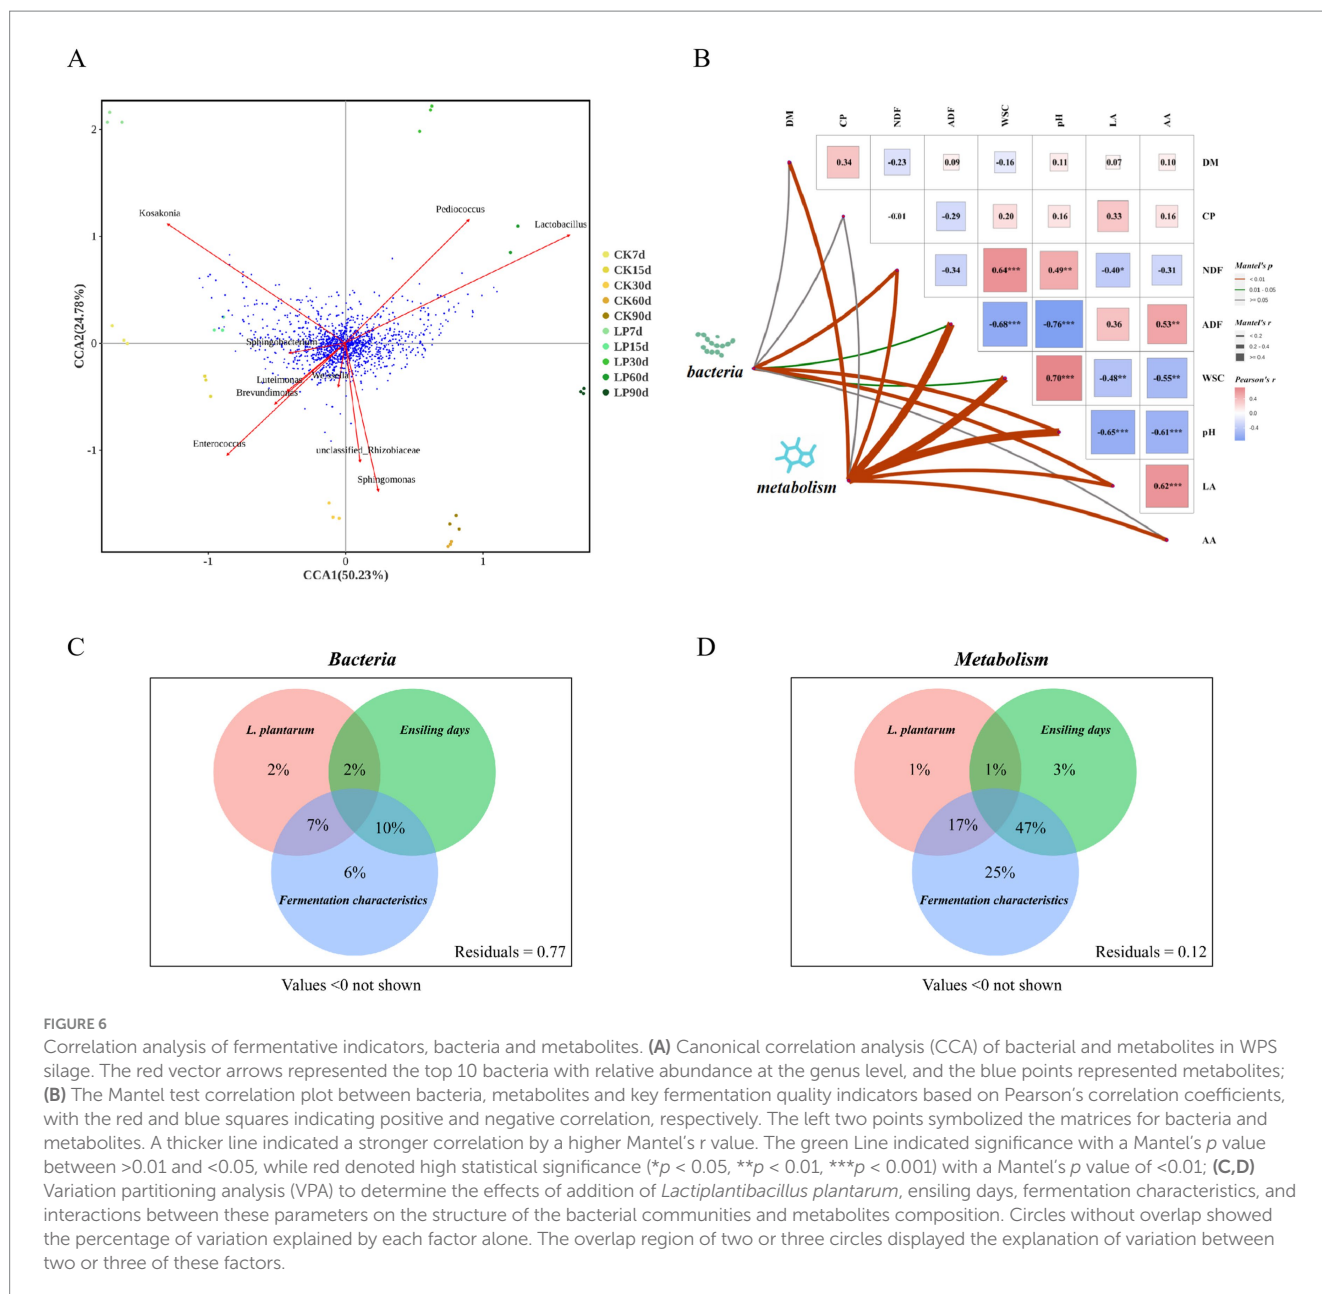 A
B
2
1
0
-1
-1
0
1
CCA2(24.78%)
CCA1(50.23%)
Kosakonia
Pediococcus
Lactobacillus
Sphingobacterium
Luteimonas
Weissella
Brevundimonas
Enterococcus
unclassified_Rhizobiaceae
Sphingomonas
CK7d
CK15d
CK30d
CK60d
CK90d
LP7d
LP15d
LP30d
LP60d
LP90d
DM CP NDF ADF WSC pH LA AA
0.34 -0.23 0.09 -0.16 0.11 0.07 0.10 DM
-0.01 -0.29 0.20 0.16 0.33 0.16 CP
-0.34 0.64*** 0.49** -0.40* -0.31 NDF
-0.68*** -0.76*** 0.36 0.53** ADF
0.70*** -0.48** -0.55** WSC
-0.65*** -0.61*** pH
0.62*** LA
AA
bacteria
metabolism
Mantel's p
< 0.01
0.01 - 0.05
>= 0.05
Mantel's r
< 0.2
0.2 - 0.4
>= 0.4
Pearson's r
0.4
0.0
-0.4
C
Bacteria
L. plantarum
Ensiling days
2%
2%
7%
10%
6%
Fermentation characteristics
Residuals = 0.77
Values <0 not shown
D
Metabolism
L. plantarum
Ensiling days
1%
1%
3%
17%
47%
25%
Fermentation characteristics
Residuals = 0.12
Values <0 not shown
FIGURE 6
Correlation analysis of fermentative indicators, bacteria and metabolites. (A) Canonical correlation analysis (CCA) of bacterial and metabolites in WPS
silage. The red vector arrows represented the top 10 bacteria with relative abundance at the genus level, and the blue points represented metabolites;
(B) The Mantel test correlation plot between bacteria, metabolites and key fermentation quality indicators based on Pearson's correlation coefficients,
with the red and blue squares indicating positive and negative correlation, respectively. The left two points symbolized the matrices for bacteria and
metabolites. A thicker line indicated a stronger correlation by a higher Mantel's r value. The green Line indicated significance with a Mantel's p value
between >0.01 and <0.05, while red denoted high statistical significance (*p < 0.05, **p < 0.01, ***p < 0.001) with a Mantel's p value of <0.01; (C,D)
Variation partitioning analysis (VPA) to determine the effects of addition of Lactiplantibacillus plantarum, ensiling days, fermentation characteristics, and
interactions between these parameters on the structure of the bacterial communities and metabolites composition. Circles without overlap showed
the percentage of variation explained by each factor alone. The overlap region of two or three circles displayed the explanation of variation between
two or three of these factors.